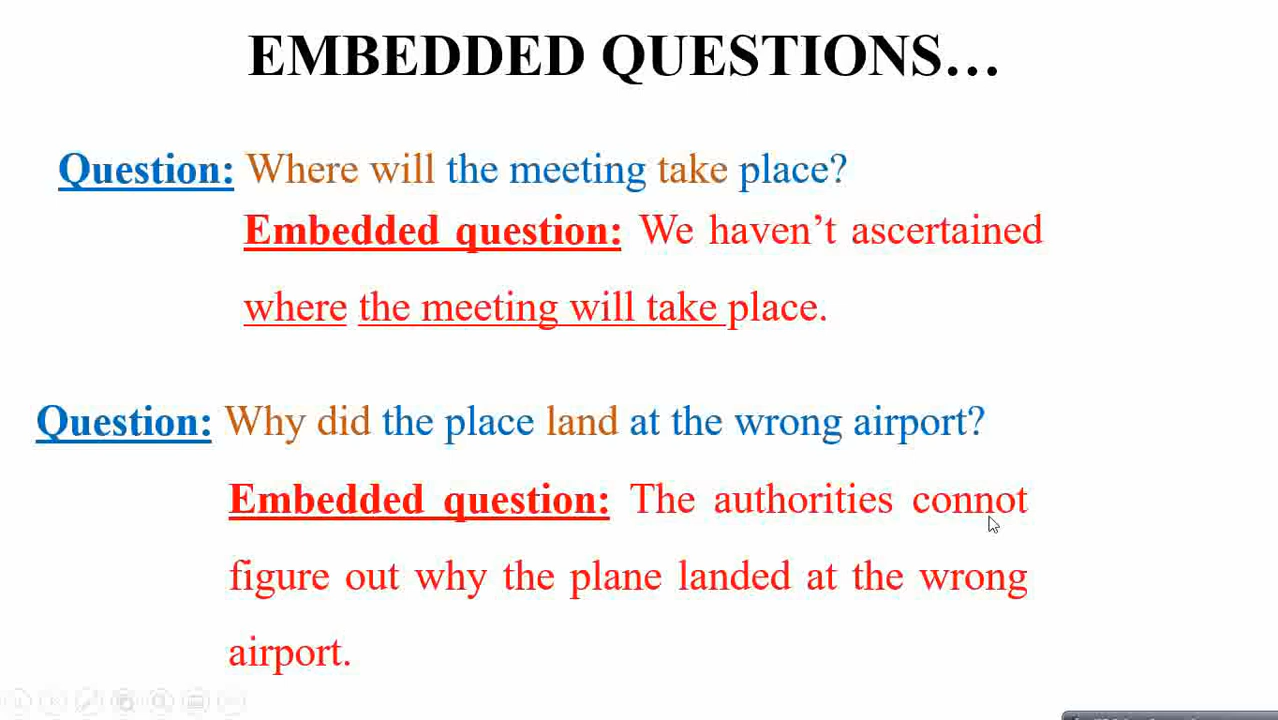 EMBEDDED QUESTIONS…
Question: Where will the meeting take place?
Embedded question: We haven’t ascertained
where the meeting will take place.
Question: Why did the place land at the wrong airport?
Embedded question: The authorities connot
figure out why the plane landed at the wrong
airport.